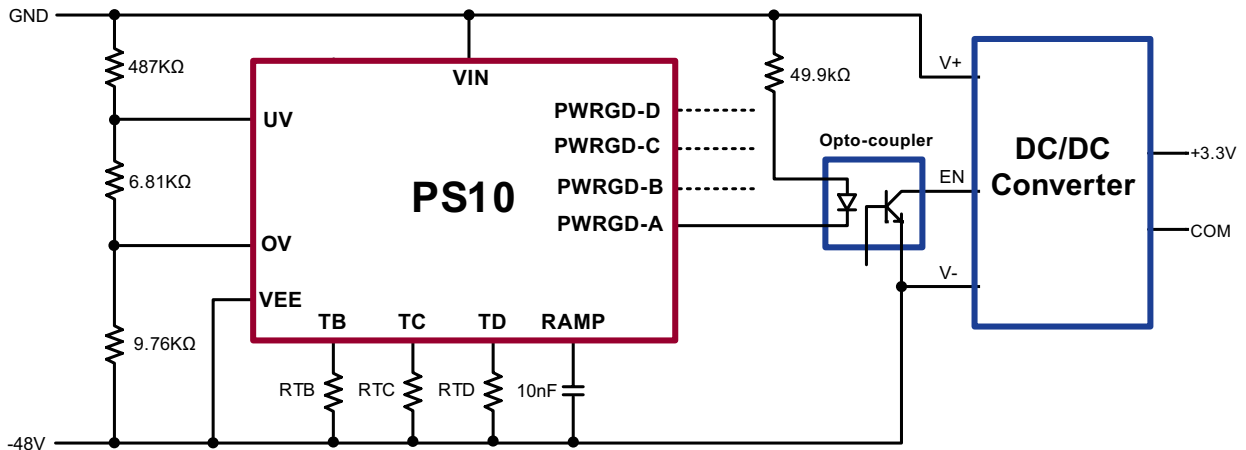 GND
487KΩ
6.81KΩ
9.76KΩ
-48V
VIN
UV
OV
VEE
PS10
PWRGD-D
PWRGD-C
PWRGD-B
PWRGD-A
TB
TC
TD
RAMP
RTB
RTC
RTD
10nF
49.9kΩ
Opto-coupler
V+
EN
V-
DC/DC
Converter
+3.3V
COM